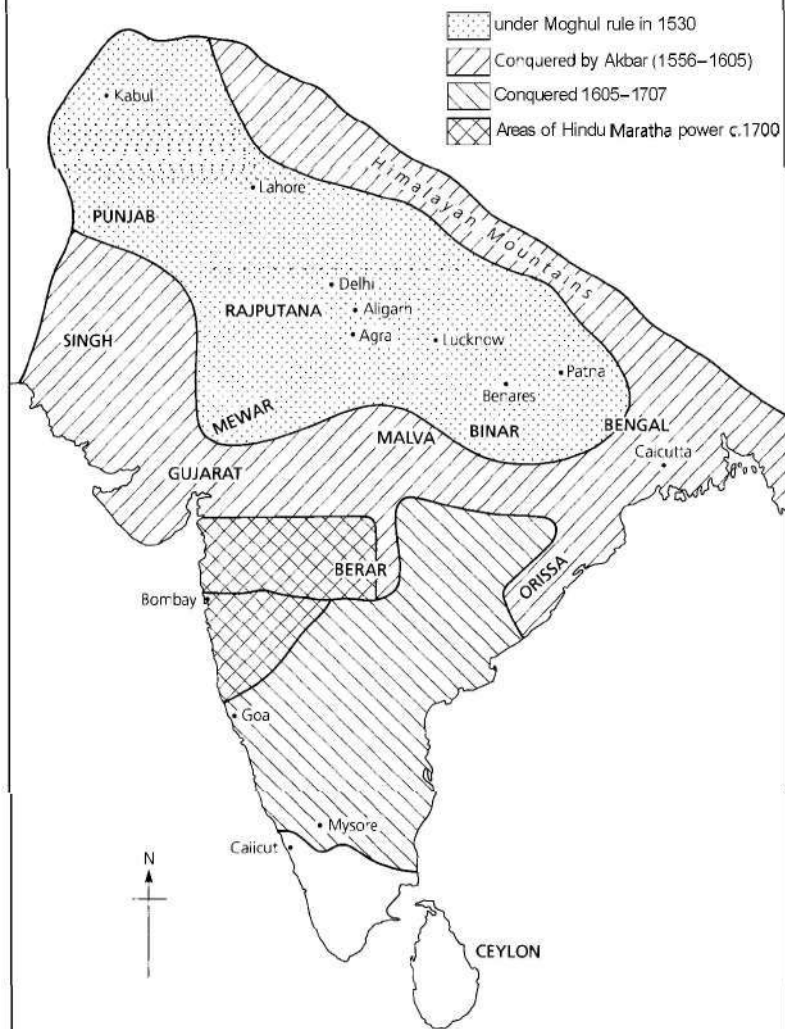 under Moghul rule in 1530
Conquered by Akbar (1556–1605)
Conquered 1605–1707
Areas of Hindu Maratha power c.1700
Kabul
Himalayan Mountains
Lahore
PUNJAB
Delhi
RAJPUTANA
Aligarn
SINGH
Agra
Lucknow
Patna
Benares
MEWAR
BENGAL
MALVA
BINAR
Caicutta
GUJARAT
BERAR
ORISSA
Bombay
Goa
Mysore
Caiicut
N
CEYLON